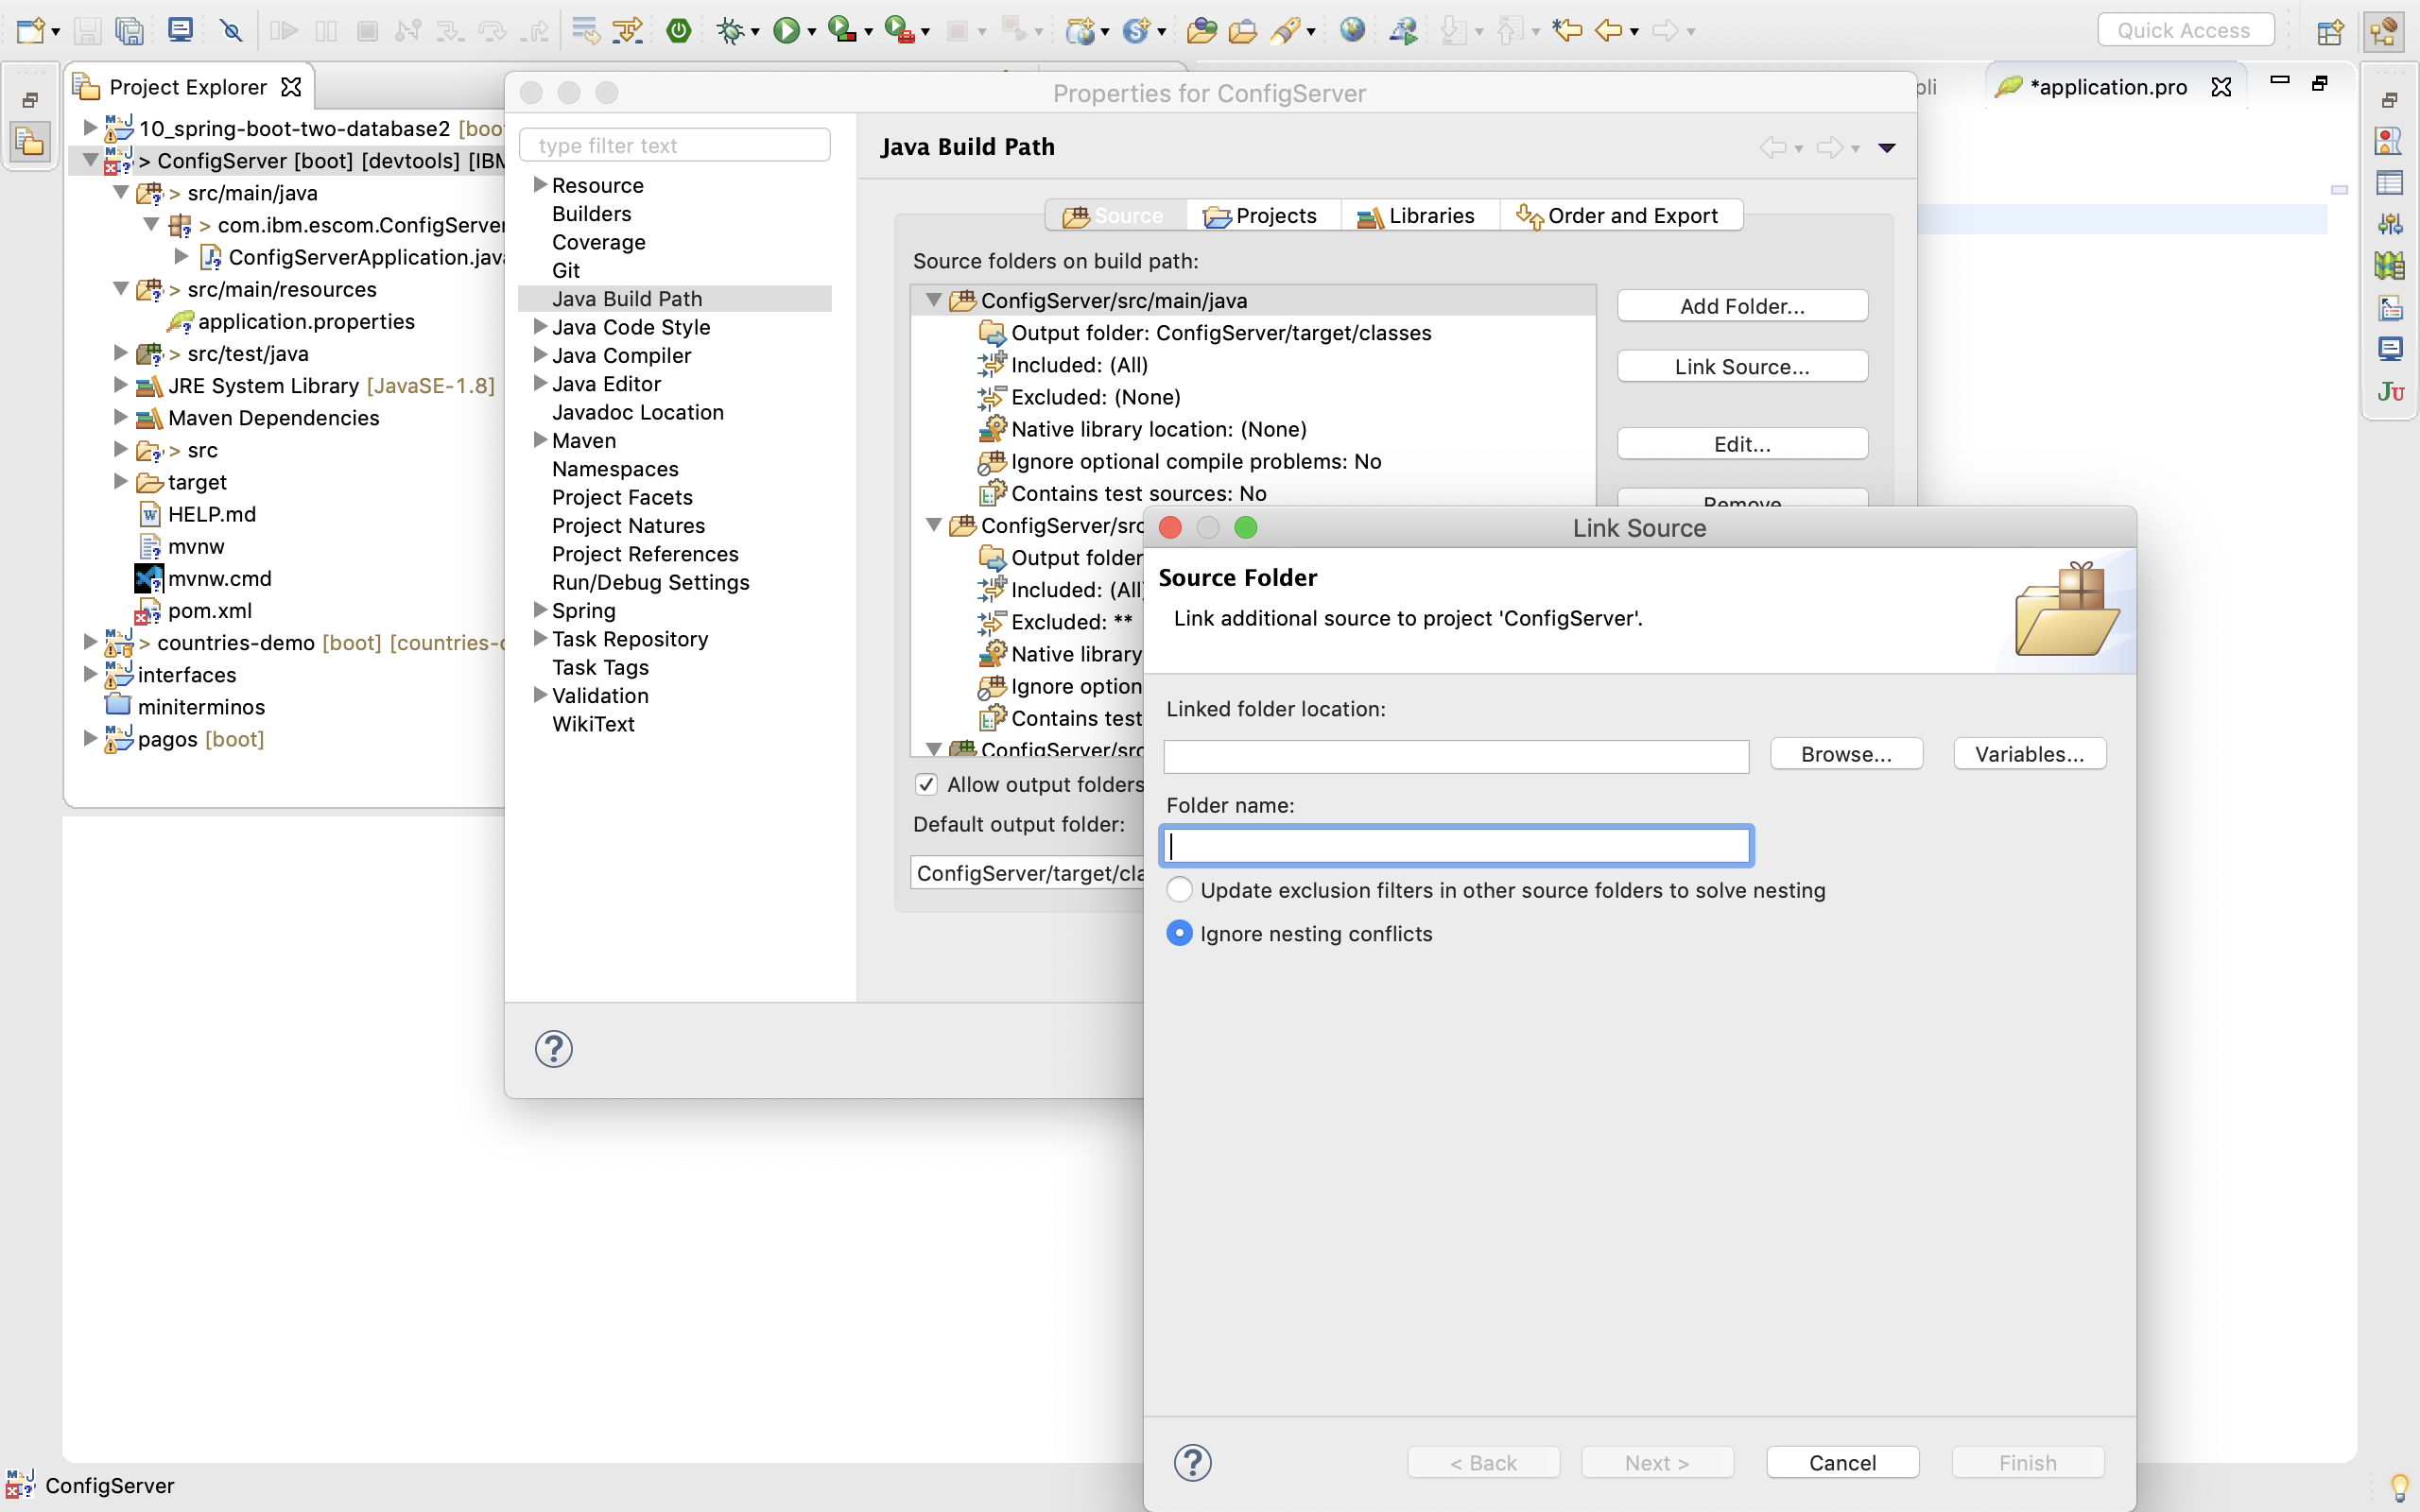 Quick Access
Project Explorer
10_spring-boot-two-database2 [boo
> ConfigServer [boot] [devtools] [IBM
> src/main/java
> com.ibm.escom.ConfigServer
ConfigServerApplication.java
> src/main/resources
application.properties
> src/test/java
JRE System Library [JavaSE-1.8]
Maven Dependencies
> src
target
HELP.md
mvnw
mvnw.cmd
pom.xml
> countries-demo [boot] [countries-d
interfaces
miniterminos
pagos [boot]
pli
*application.pro
Properties for ConfigServer
type filter text
Resource
Builders
Coverage
Git
Java Build Path
Java Code Style
Java Compiler
Java Editor
Javadoc Location
Maven
Namespaces
Project Facets
Project Natures
Project References
Run/Debug Settings
Spring
Task Repository
Task Tags
Validation
WikiText
Java Build Path
Source
Projects
Libraries
Order and Export
Source folders on build path:
ConfigServer/src/main/java
Output folder: ConfigServer/target/classes
Included: (All)
Excluded: (None)
Native library location: (None)
Ignore optional compile problems: No
Contains test sources: No
ConfigServer/src
Output folder
Included: (All)
Excluded: **
Native library
Ignore option
Contains test
ConfigServer/src
Add Folder...
Link Source...
Edit...
Remove
Allow output folders
Default output folder:
ConfigServer/target/cla
Link Source
Source Folder
Link additional source to project 'ConfigServer'.
Linked folder location:
Browse...
Variables...
Folder name:
Update exclusion filters in other source folders to solve nesting
Ignore nesting conflicts
< Back
Next >
Cancel
Finish
ConfigServer